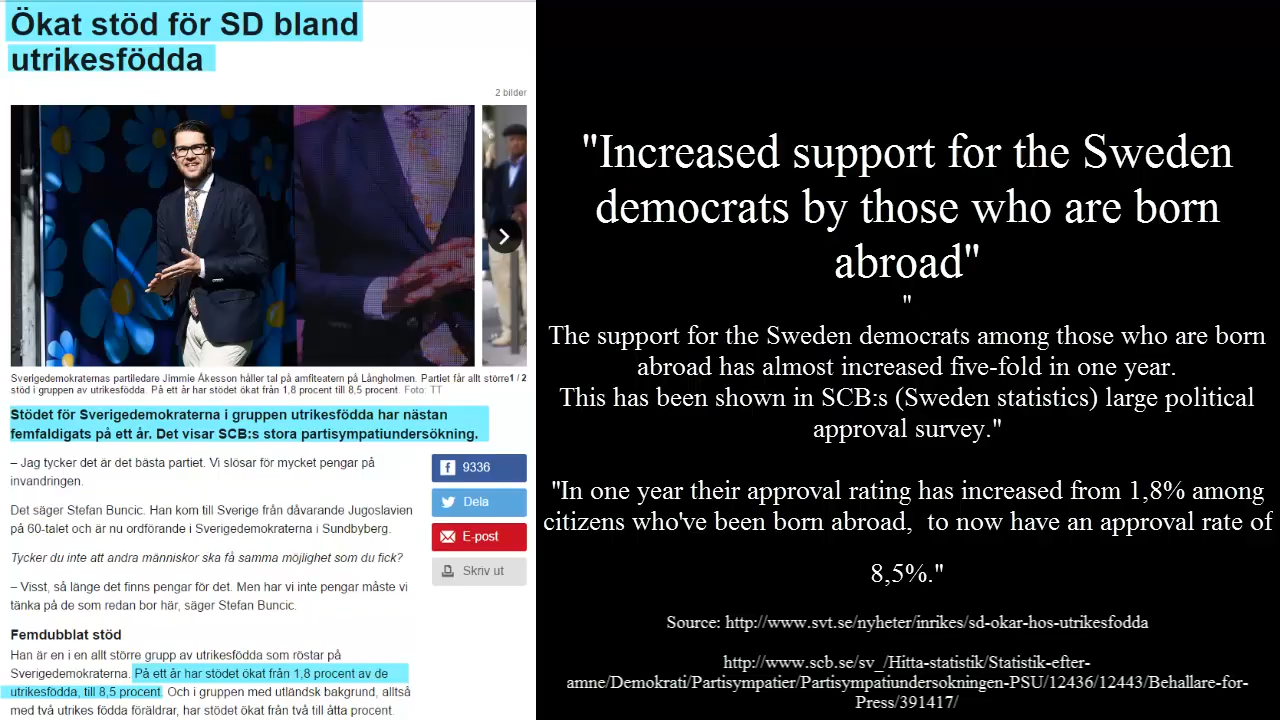 Ökat stöd för SD bland
utrikesfödda
2 bilder
Sverigedemokraternas partiledare Jimmie Åkesson håller tal på amfiteatern på Långholmen. Partiet får allt större
1 / 2
stöd i gruppen av utrikesfödda. På ett år har stödet ökat från 1,8 procent till 8,5 procent. Foto: TT
Stödet för Sverigedemokraterna i gruppen utrikesfödda har nästan
femfaldigats på ett år. Det visar SCB:s stora partisympatiundersökning.
– Jag tycker det är det bästa partiet. Vi slösar för mycket pengar på
invandringen.
Det säger Stefan Buncic. Han kom till Sverige från dåvarande Jugoslavien
på 60-talet och är nu ordförande i Sverigedemokraterna i Sundbyberg.
Tycker du inte att andra människor ska få samma möjlighet som du fick?
– Visst, så länge det finns pengar för det. Men har vi inte pengar måste vi
tänka på de som redan bor här, säger Stefan Buncic.
9336
Dela
E-post
Skriv ut
Femdubblat stöd
Han är en i en allt större grupp av utrikesfödda som röstar på
Sverigedemokraterna. På ett år har stödet ökat från 1,8 procent av de
utrikesfödda, till 8,5 procent. Och i gruppen med utländsk bakgrund, alltså
med två utrikes födda föräldrar, har stödet ökat från två till åtta procent.
"Increased support for the Sweden
democrats by those who are born
abroad"
"
The support for the Sweden democrats among those who are born
abroad has almost increased five-fold in one year.
This has been shown in SCB:s (Sweden statistics) large political
approval survey."
"In one year their approval rating has increased from 1,8% among
citizens who've been born abroad, to now have an approval rate of
8,5%."
Source: http://www.svt.se/nyheter/inrikes/sd-okar-hos-utrikesfodda
http://www.scb.se/sv_/Hitta-statistik/Statistik-efter-
amne/Demokrati/Partisympatier/Partisympatiundersokningen-PSU/12436/12443/Behallare-for-
Press/391417/